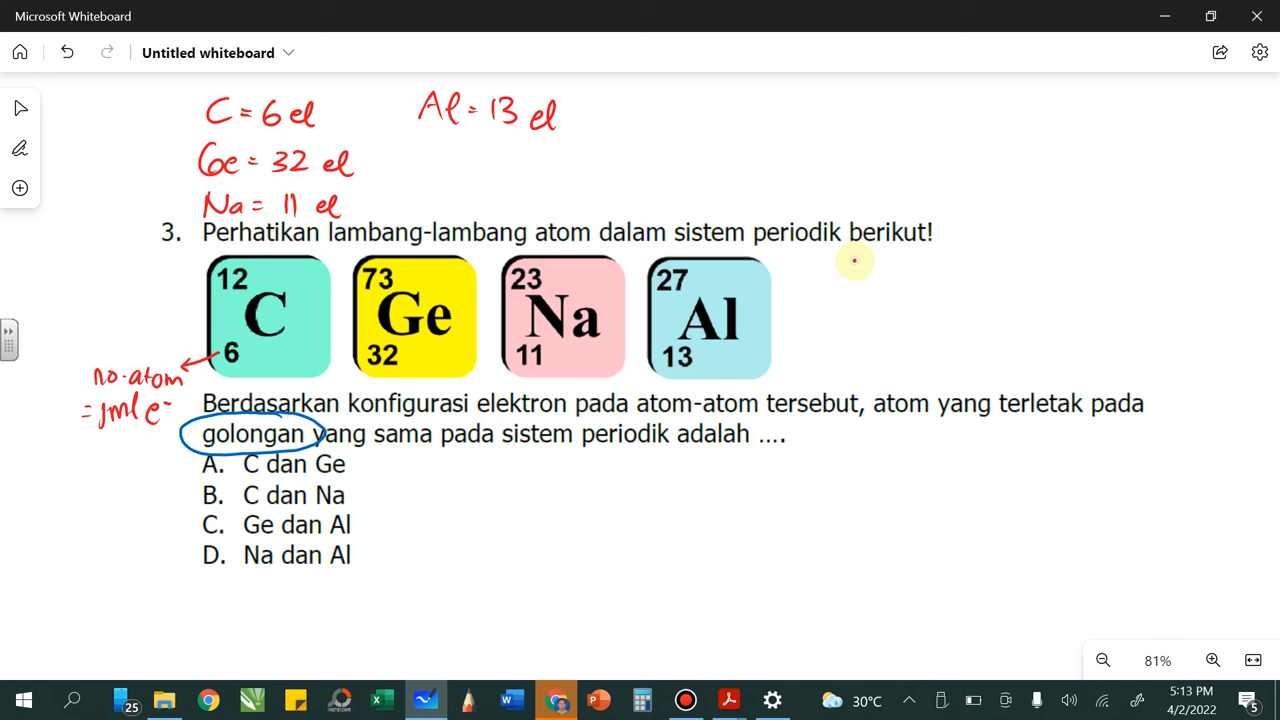 Microsoft Whiteboard
Untitled whiteboard
C = 6 el
Al = 13 el
Ge = 32 el
Na = 11 el
3. Perhatikan lambang-lambang atom dalam sistem periodik berikut!
12 C 6
73 Ge 32
23 Na 11
27 Al 13
no.atom
= jml e-
Berdasarkan konfigurasi elektron pada atom-atom tersebut, atom yang terletak pada
golongan yang sama pada sistem periodik adalah ....
A. C dan Ge
B. C dan Na
C. Ge dan Al
D. Na dan Al
81%
25
30°C
5:13 PM
4/2/2022
5